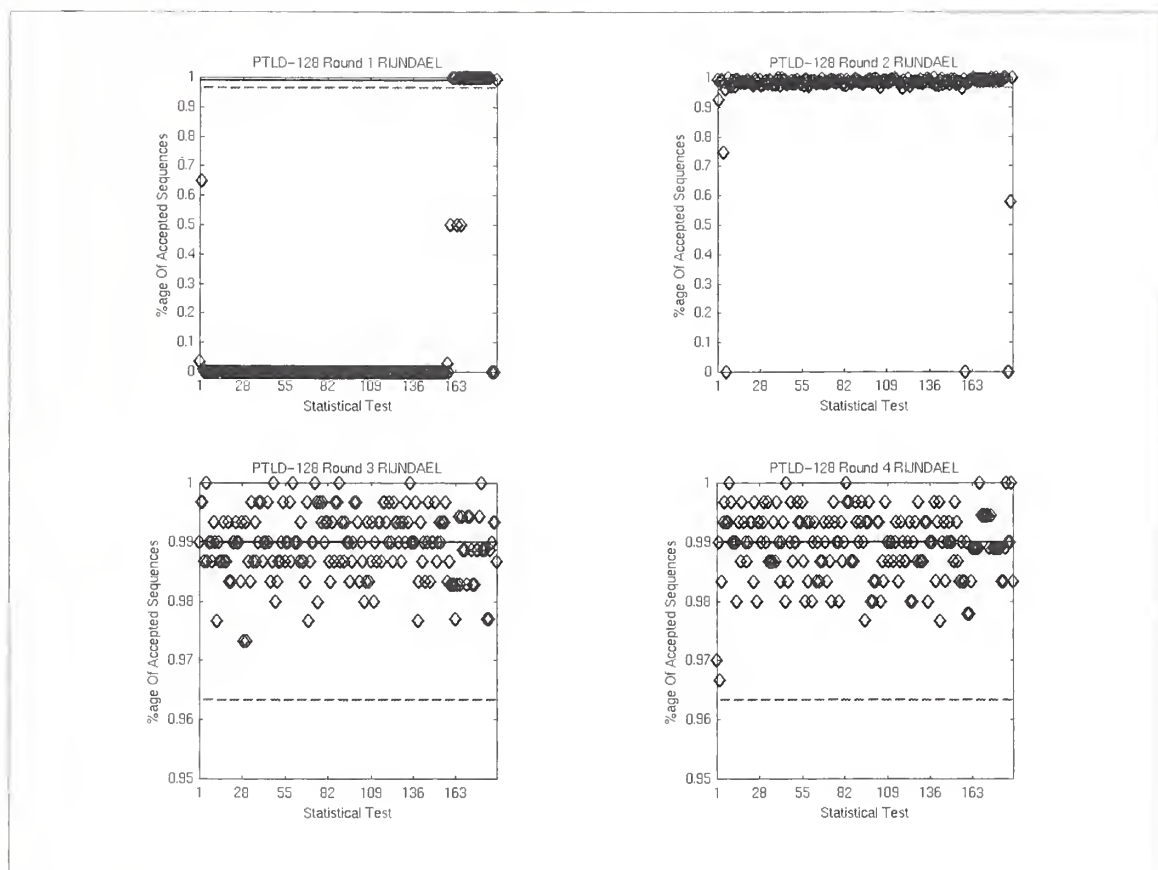 PTLD-128 Round 1 RIJNDAEL
%age Of Accepted Sequences
1
0.9
0.8
0.7
0.6
0.5
0.4
0.3
0.2
0.1
0
1 28 55 82 109 136 163
Statistical Test
PTLD-128 Round 2 RIJNDAEL
%age Of Accepted Sequences
1
0.9
0.8
0.7
0.6
0.5
0.4
0.3
0.2
0.1
0
1 28 55 82 109 136 163
Statistical Test
PTLD-128 Round 3 RIJNDAEL
%age Of Accepted Sequences
1
0.99
0.98
0.97
0.96
0.95
1 28 55 82 109 136 163
Statistical Test
PTLD-128 Round 4 RIJNDAEL
%age Of Accepted Sequences
1
0.99
0.98
0.97
0.96
0.95
1 28 55 82 109 136 163
Statistical Test